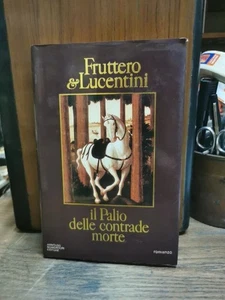 Fruttero
& Lucentini
il Palio
delle contrade
morte
romanzo